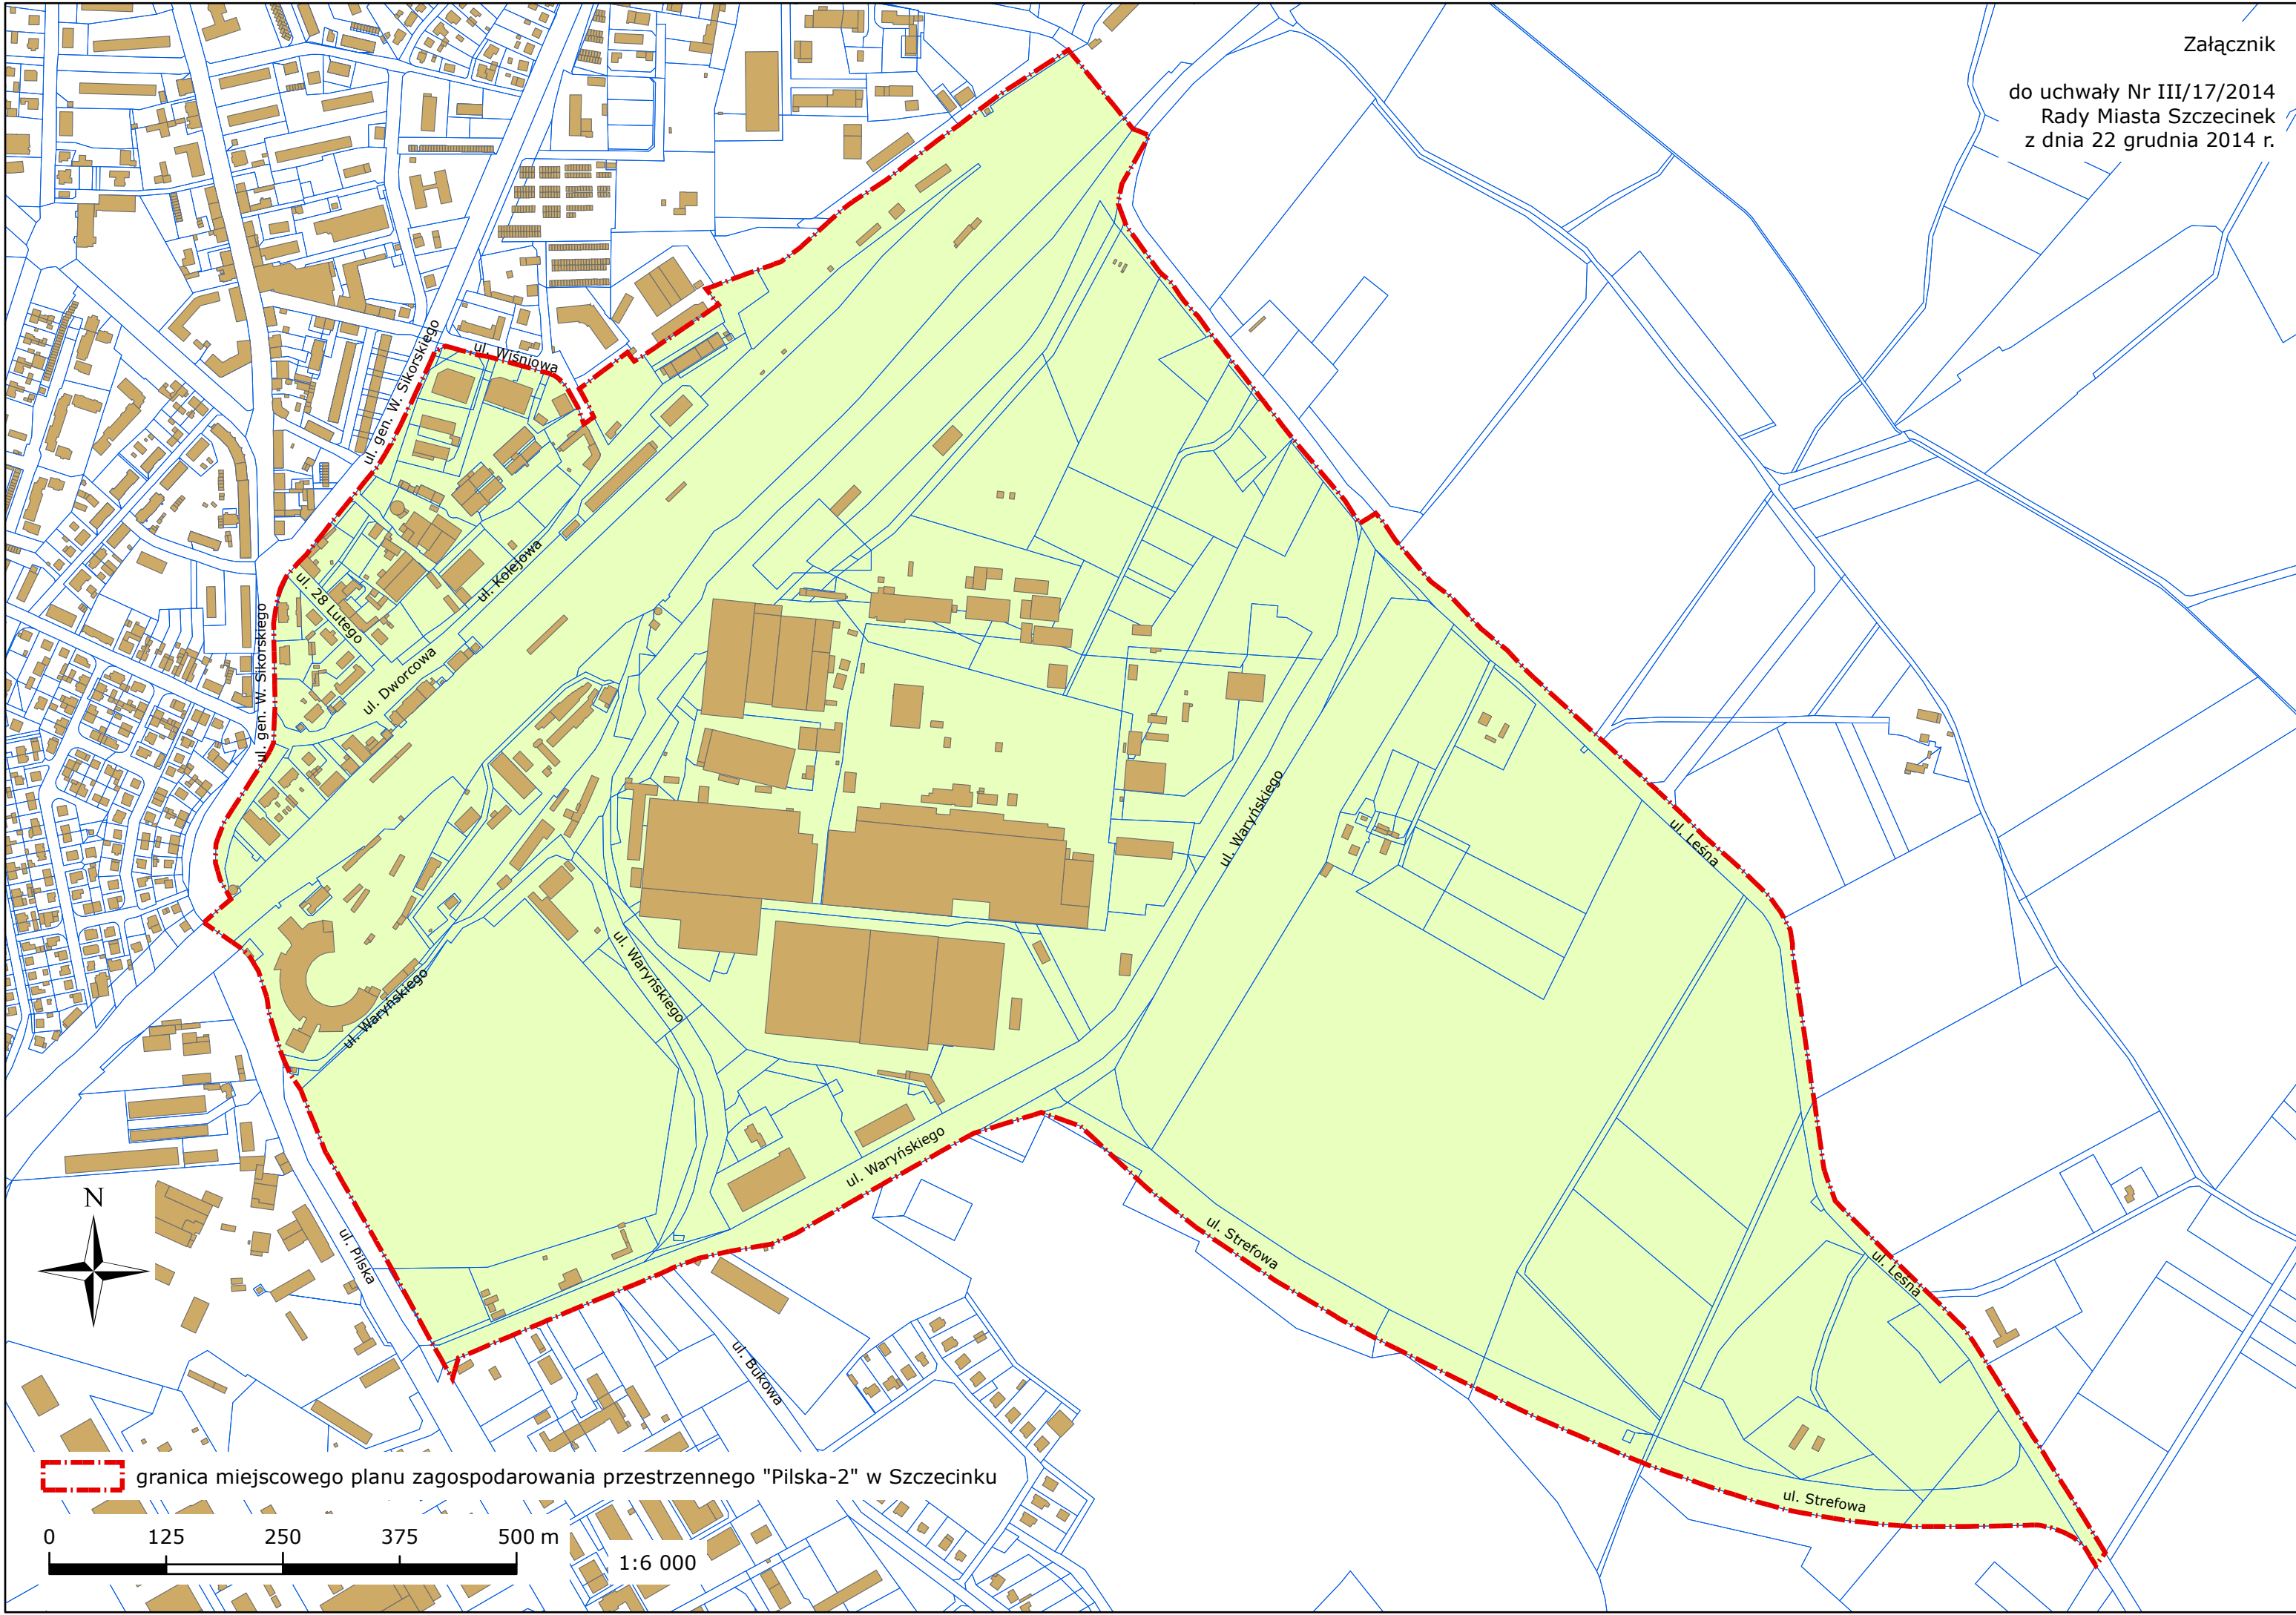 Załącznik
do uchwały Nr III/17/2014
Rady Miasta Szczecinek
z dnia 22 grudnia 2014 r.
ul. Wiśniowa
ul. gen. W. Sikorskiego
ul. Kolejowa
ul. 28 Lutego
ul. gen. W. Sikorskiego
ul. Dworcowa
ul. Waryńskiego
ul. Leśna
ul. Waryńskiego
ul. Waryńskiego
ul. Waryńskiego
ul. Strefowa
ul. Leśna
N
ul. Pilska
ul. Bukowa
ul. Strefowa
granica miejscowego planu zagospodarowania przestrzennego "Pilska-2" w Szczecinku
0 125 250 375 500 m
1:6 000